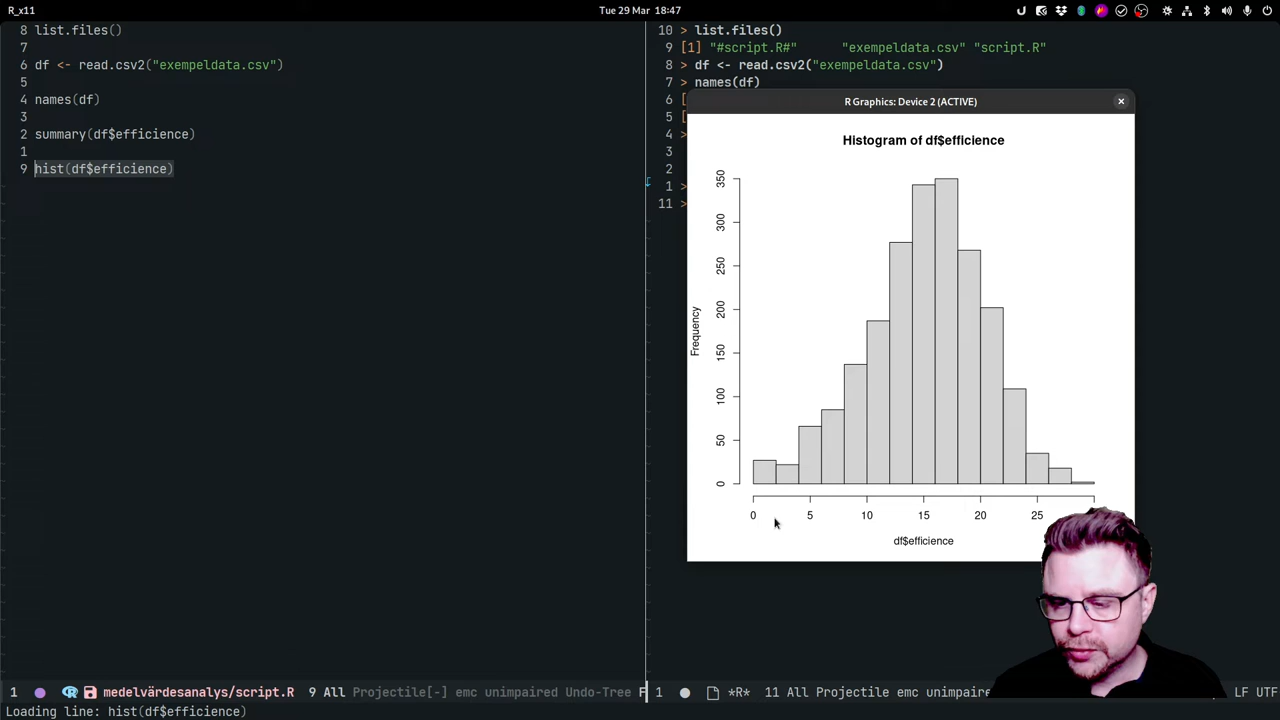 R_x11
Tue 29 Mar 18:47
8 list.files()
7
6 df <- read.csv2("exempeldata.csv")
5
4 names(df)
3
2 summary(df$efficience)
1
9 hist(df$efficience)
10 > list.files()
9 [1] "#script.R#" "exempeldata.csv" "script.R"
8 > df <- read.csv2("exempeldata.csv")
7 > names(df)
6 [
5 [
4 >
3
2
1 >
11 >
R Graphics: Device 2 (ACTIVE)
Histogram of df$efficience
350
300
250
200
150
100
50
0
Frequency
0 5 10 15 20 25
df$efficience
1 medelvärdesanalys/script.R 9 All Projectile[-] emc unimpaired Undo-Tree F
1 *R* 11 All Projectile emc unimpaire
LF UTF
Loading line: hist(df$efficience)